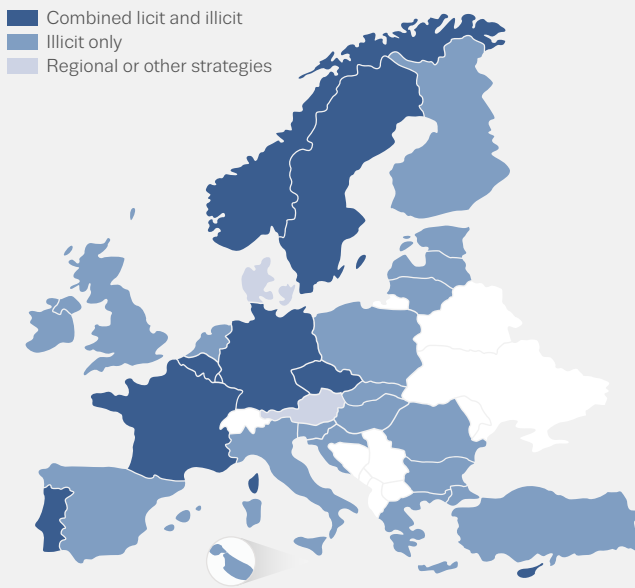 Combined licit and illicit
Illicit only
Regional or other strategies